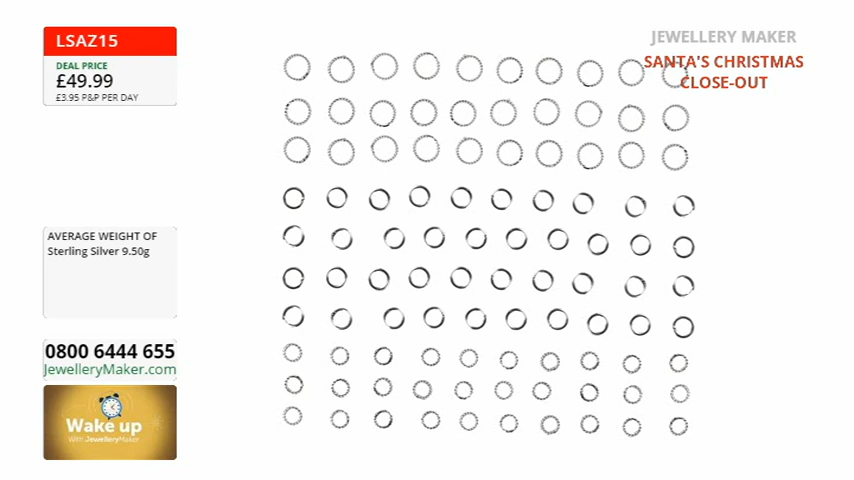 LSAZ15
DEAL PRICE
£49.99
£3.95 P&P PER DAY
AVERAGE WEIGHT OF
Sterling Silver 9.50g
0800 6444 655
JewelleryMaker.com
Wake up
With JewelleryMaker
JEWELLERY MAKER
SANTA'S CHRISTMAS
CLOSE-OUT